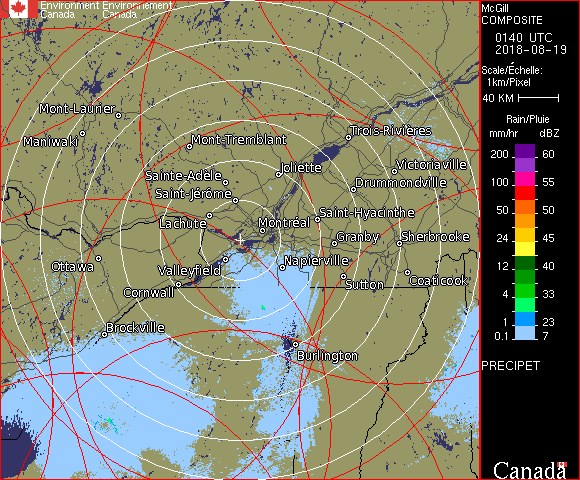 Environment Environnement
Canada Canada
McGill
COMPOSITE
0140 UTC
2018-08-19
Scale/Échelle:
1km/Pixel
40 KM
Rain/Pluie
mm/hr dBZ
200 60
100 55
50 50
24 45
12 40
4 33
1 23
0.1 7
PRECIPET
Canada
Mont-Laurier
Maniwaki
Mont-Tremblant
Trois-Rivières
Sainte-Adèle
Joliette
Victoriaville
Saint-Jérôme
Drummondville
Lachute
Montréal
Saint-Hyacinthe
Granby
Sherbrooke
Ottawa
Valleyfield
Napierville
Cornwall
Sutton
Coaticook
Brockville
Burlington